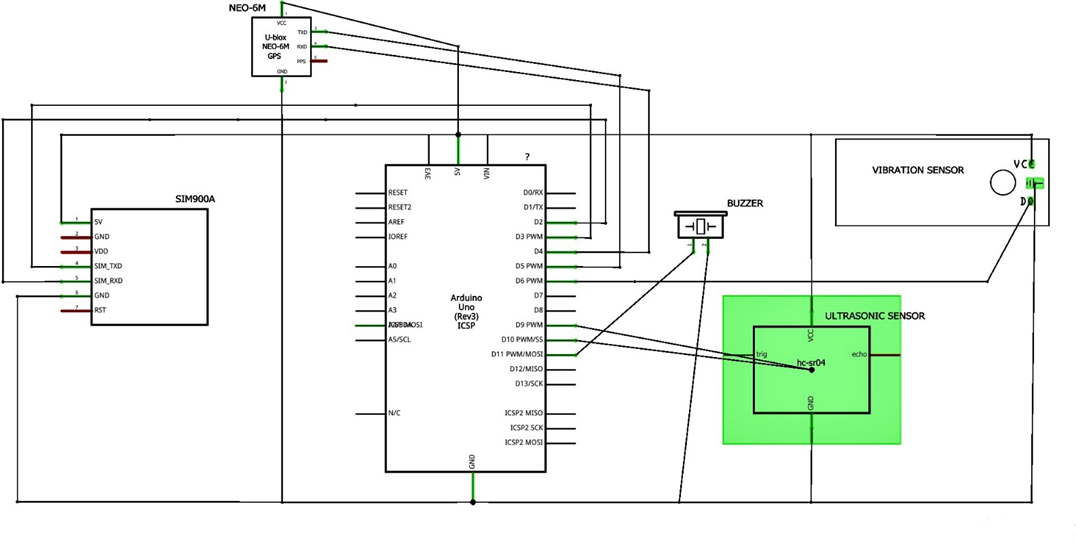 NEO-6M
VCC
U-blox
NEO-6M
GPS
TXD
RXD
PPS
GND
SIM900A
1 5V
2 GND
3 VDD
4 SIM_TXD
5 SIM_RXD
6 GND
7 RST
3V3
5V
VIN
?
RESET
RESET2
AREF
IOREF
A0
A1
A2
A3
A5/SCL
N/C
Arduino
Uno
(Rev3)
ICSP
D0/RX
D1/TX
D2
D3 PWM
D4
D5 PWM
D6 PWM
D7
D8
D9 PWM
D10 PWM/SS
D11 PWM/MOSI
D12/MISO
D13/SCK
ICSP2 MISO
ICSP2 SCK
ICSP2 MOSI
GND
BUZZER
1
2
VIBRATION SENSOR
ULTRASONIC SENSOR
VCC
trig
echo
hc-sr04
GND